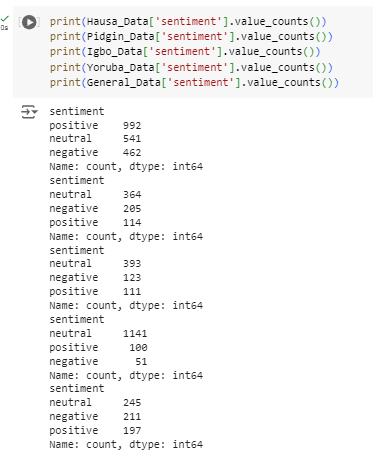 0s
print(Hausa_Data['sentiment'].value_counts())
print(Pidgin_Data['sentiment'].value_counts())
print(Igbo_Data['sentiment'].value_counts())
print(Yoruba_Data['sentiment'].value_counts())
print(General_Data['sentiment'].value_counts())
sentiment
positive    992
neutral     541
negative    462
Name: count, dtype: int64
sentiment
neutral     364
negative    205
positive    114
Name: count, dtype: int64
sentiment
neutral     393
negative    123
positive    111
Name: count, dtype: int64
sentiment
neutral     1141
positive     100
negative      51
Name: count, dtype: int64
sentiment
neutral     245
negative    211
positive    197
Name: count, dtype: int64